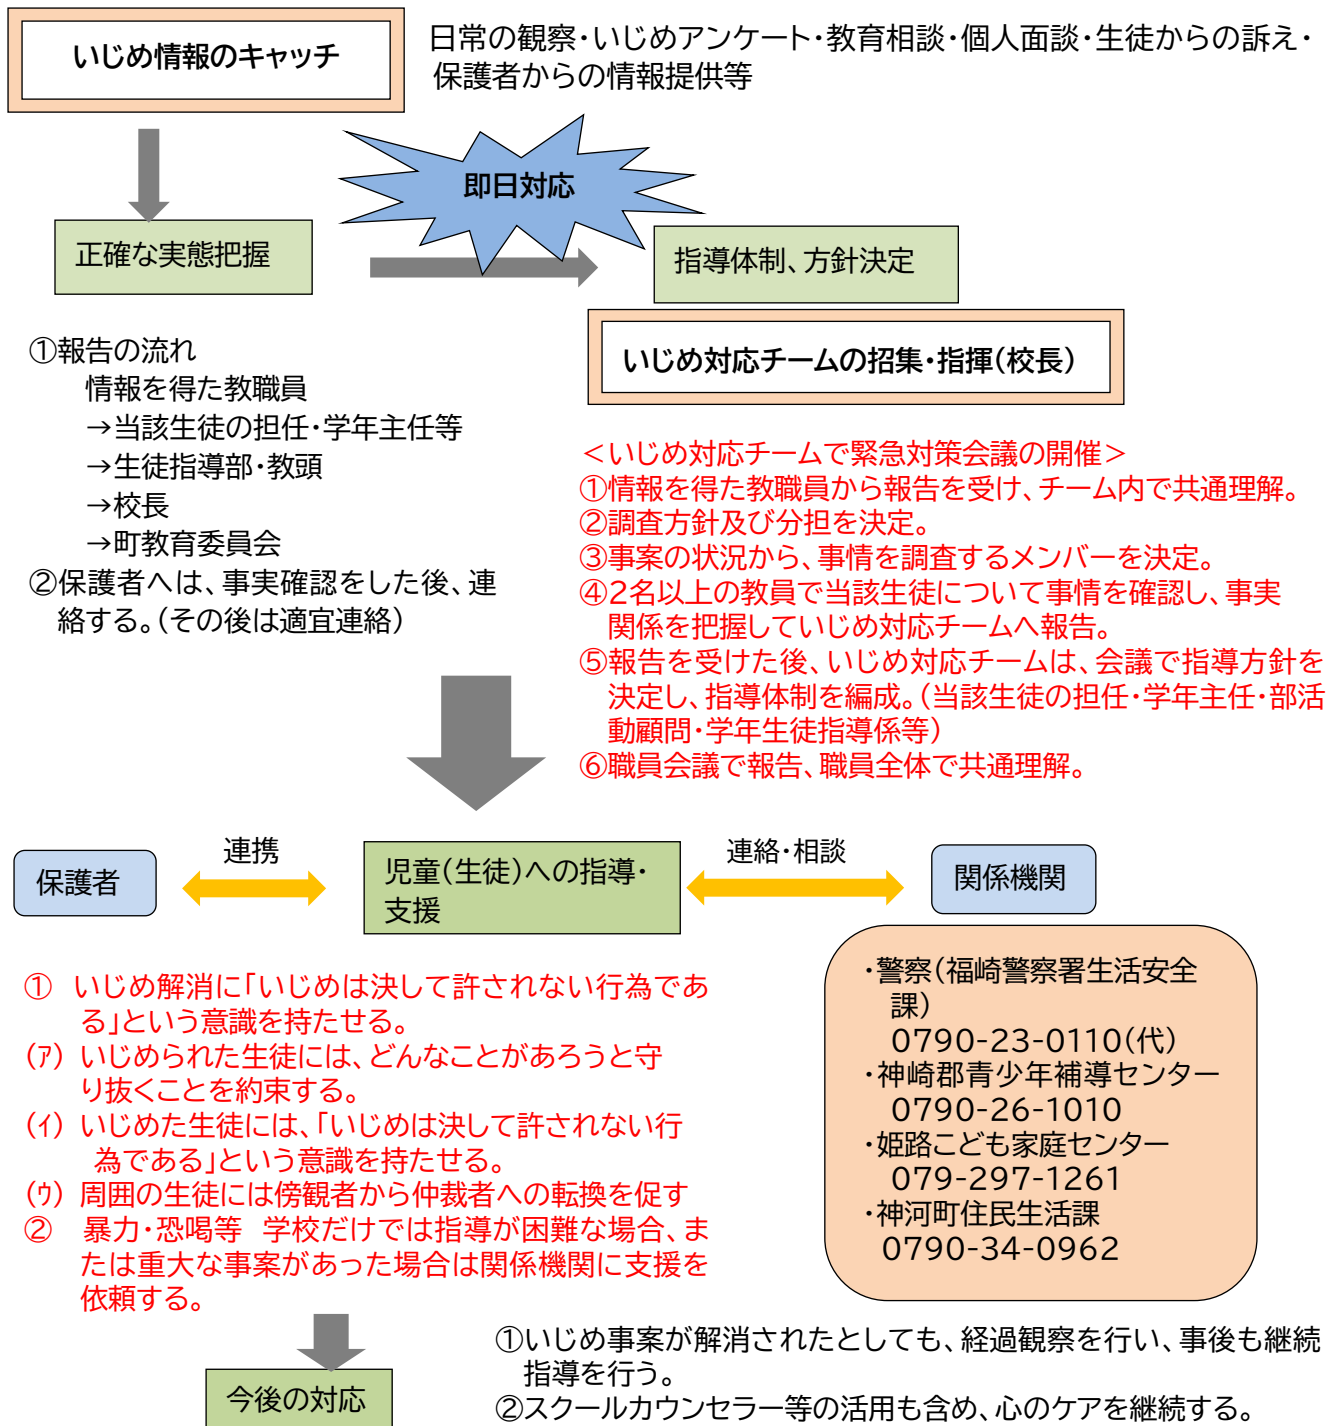 いじめ情報のキャッチ
日常の観察・いじめアンケート・教育相談・個人面談・生徒からの訴え・
保護者からの情報提供等
即日対応
正確な実態把握
指導体制、方針決定
いじめ対応チームの招集・指揮(校長)
①報告の流れ
情報を得た教職員
→当該生徒の担任・学年主任等
→生徒指導部・教頭
→校長
→町教育委員会
②保護者へは、事実確認をした後、連
絡する。(その後は適宜連絡)
<いじめ対応チームで緊急対策会議の開催>
①情報を得た教職員から報告を受け、チーム内で共通理解。
②調査方針及び分担を決定。
③事案の状況から、事情を調査するメンバーを決定。
④2名以上の教員で当該生徒について事情を確認し、事実
関係を把握していじめ対応チームへ報告。
⑤報告を受けた後、いじめ対応チームは、会議で指導方針を
決定し、指導体制を編成。(当該生徒の担任・学年主任・部活
動顧問・学年生徒指導係等)
⑥職員会議で報告、職員全体で共通理解。
保護者
連携
児童(生徒)への指導・
支援
連絡・相談
関係機関
① いじめ解消に「いじめは決して許されない行為であ
る」という意識を持たせる。
(ｱ) いじめられた生徒には、どんなことがあろうと守
り抜くことを約束する。
(ｲ) いじめた生徒には、「いじめは決して許されない行
為である」という意識を持たせる。
(ｳ) 周囲の生徒には傍観者から仲裁者への転換を促す
② 暴力・恐喝等 学校だけでは指導が困難な場合、ま
たは重大な事案があった場合は関係機関に支援を
依頼する。
・警察(福崎警察署生活安全
課)
0790-23-0110(代)
・神崎郡青少年補導センター
0790-26-1010
・姫路こども家庭センター
079-297-1261
・神河町住民生活課
0790-34-0962
今後の対応
①いじめ事案が解消されたとしても、経過観察を行い、事後も継続
指導を行う。
②スクールカウンセラー等の活用も含め、心のケアを継続する。